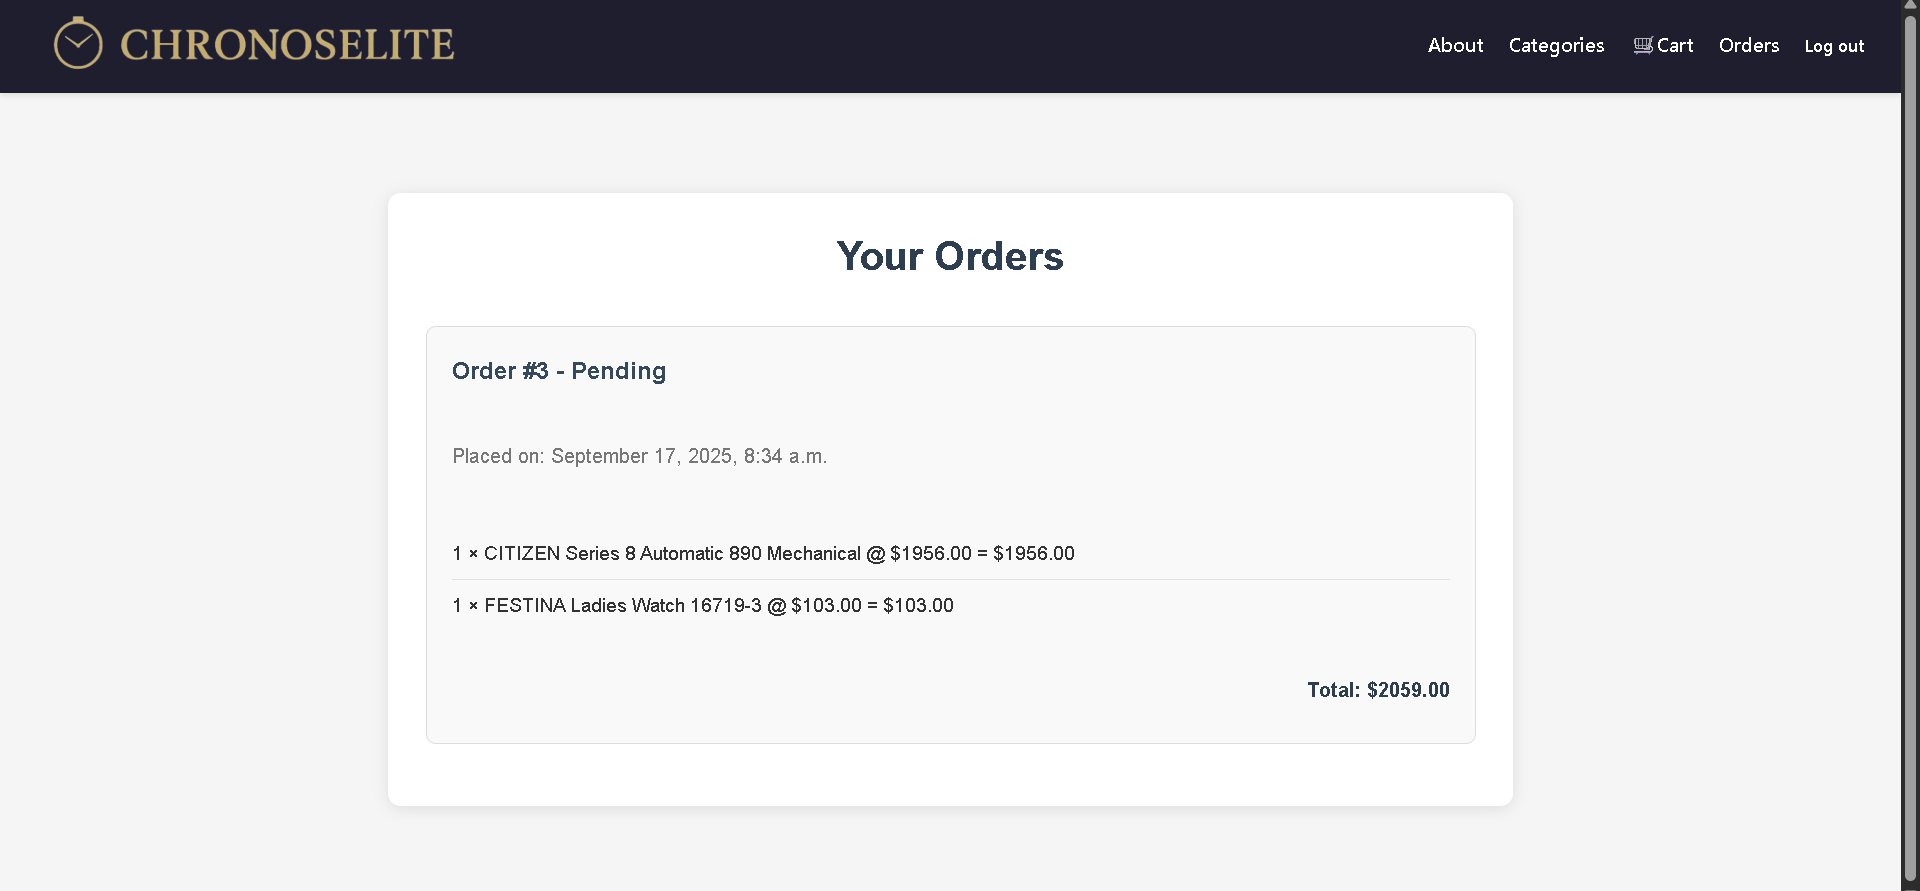 CHRONOSELITE
About Categories Cart Orders Log out
Your Orders
Order #3 - Pending
Placed on: September 17, 2025, 8:34 a.m.
1 × CITIZEN Series 8 Automatic 890 Mechanical @ $1956.00 = $1956.00
1 × FESTINA Ladies Watch 16719-3 @ $103.00 = $103.00
Total: $2059.00